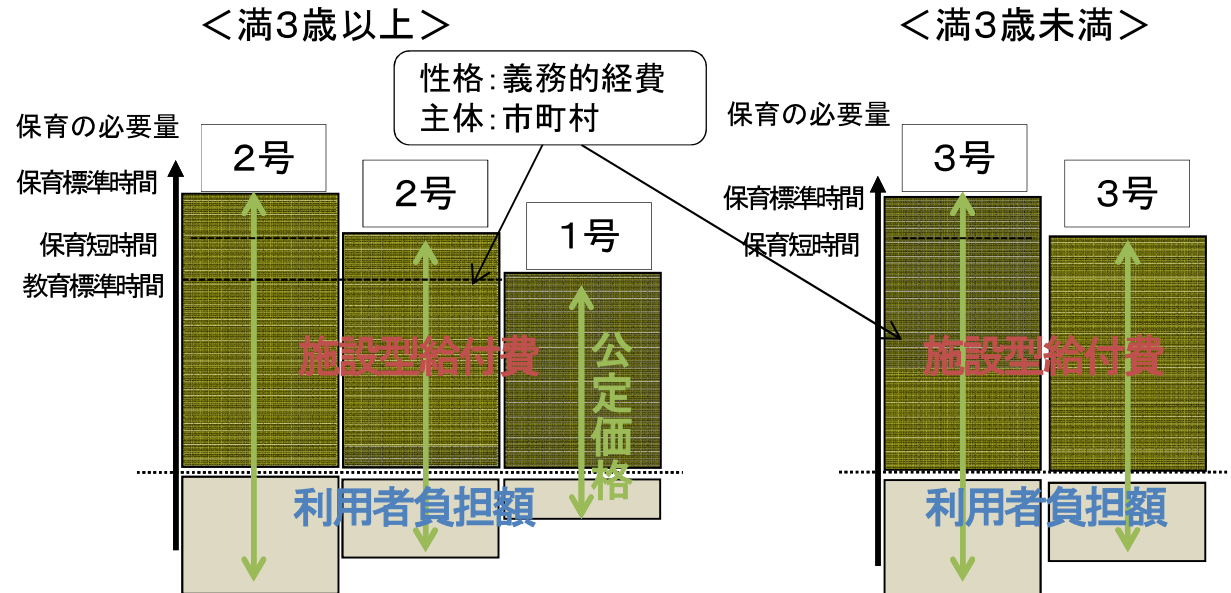 ＜満３歳以上＞
＜満３歳未満＞
性格：義務的経費
主体：市町村
保育の必要量
保育標準時間
保育短時間
教育標準時間
２号
２号
１号
施設型給付費
公定価格
利用者負担額
保育の必要量
保育標準時間
保育短時間
３号
３号
施設型給付費
利用者負担額